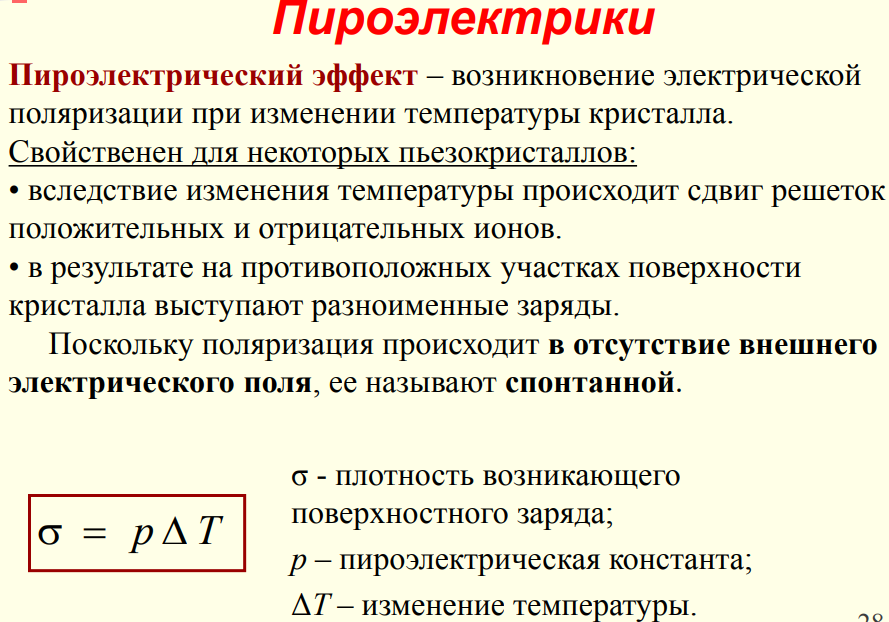 Пироэлектрики
Пироэлектрический эффект – возникновение электрической
поляризации при изменении температуры кристалла.
Свойственен для некоторых пьезокристаллов:
• вследствие изменения температуры происходит сдвиг решеток
положительных и отрицательных ионов.
• в результате на противоположных участках поверхности
кристалла выступают разноименные заряды.
Поскольку поляризация происходит в отсутствие внешнего
электрического поля, ее называют спонтанной.
σ = p Δ T
σ - плотность возникающего
поверхностного заряда;
p – пироэлектрическая константа;
ΔT – изменение температуры.
28